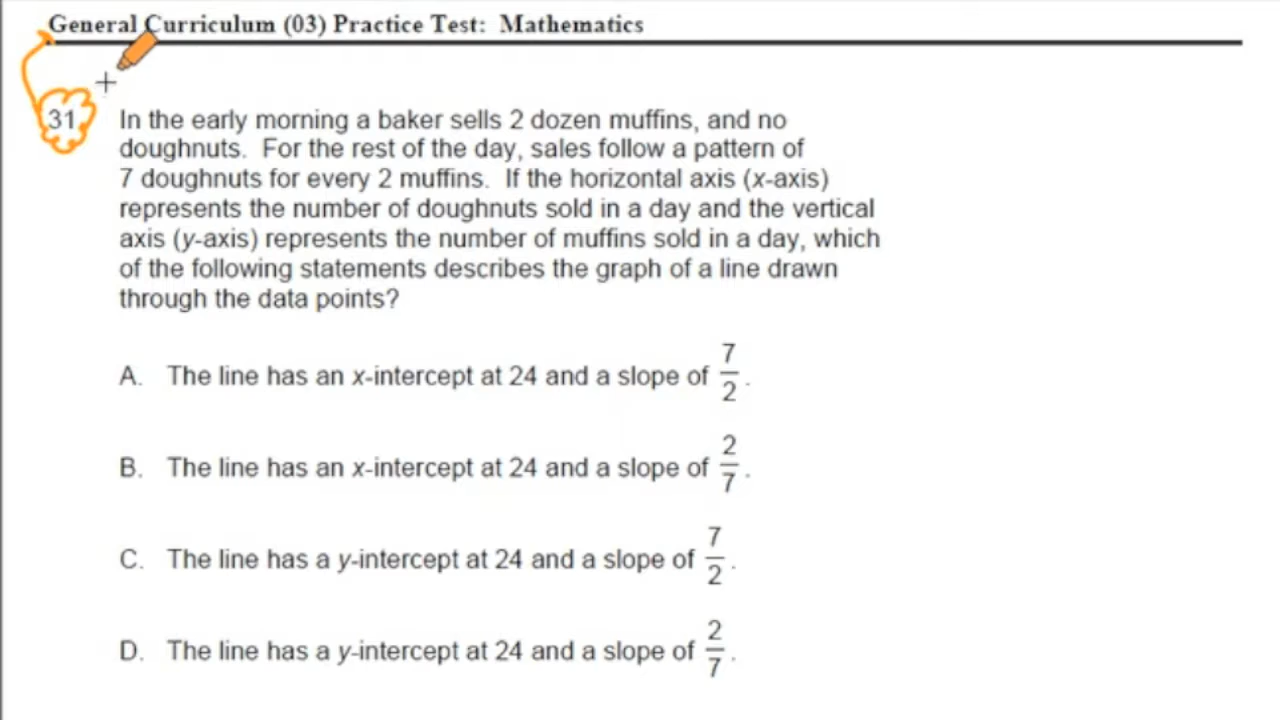 General Curriculum (03) Practice Test: Mathematics
31. In the early morning a baker sells 2 dozen muffins, and no
doughnuts. For the rest of the day, sales follow a pattern of
7 doughnuts for every 2 muffins. If the horizontal axis (x-axis)
represents the number of doughnuts sold in a day and the vertical
axis (y-axis) represents the number of muffins sold in a day, which
of the following statements describes the graph of a line drawn
through the data points?
A. The line has an x-intercept at 24 and a slope of 7/2.
B. The line has an x-intercept at 24 and a slope of 2/7.
C. The line has a y-intercept at 24 and a slope of 7/2.
D. The line has a y-intercept at 24 and a slope of 2/7.